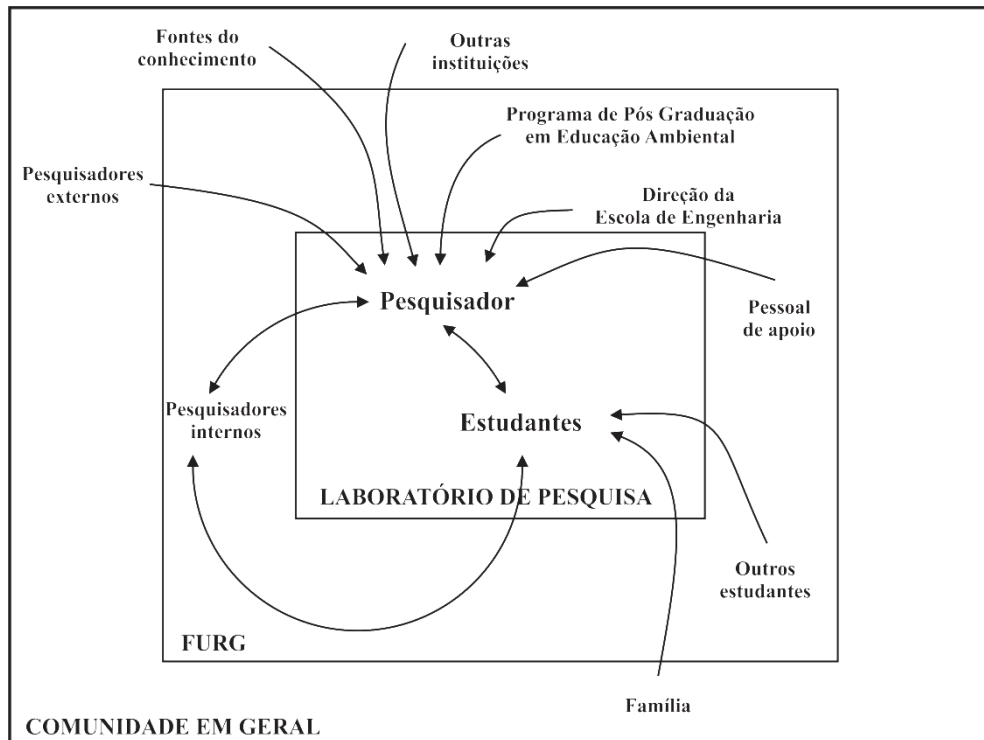 Fontes do
conhecimento
Outras
instituições
Programa de Pós Graduação
em Educação Ambiental
Pesquisadores
externos
Direção da
Escola de Engenharia
Pesquisador
Pessoal
de apoio
Pesquisadores
internos
Estudantes
LABORATÓRIO DE PESQUISA
Outros
estudantes
FURG
Família
COMUNIDADE EM GERAL